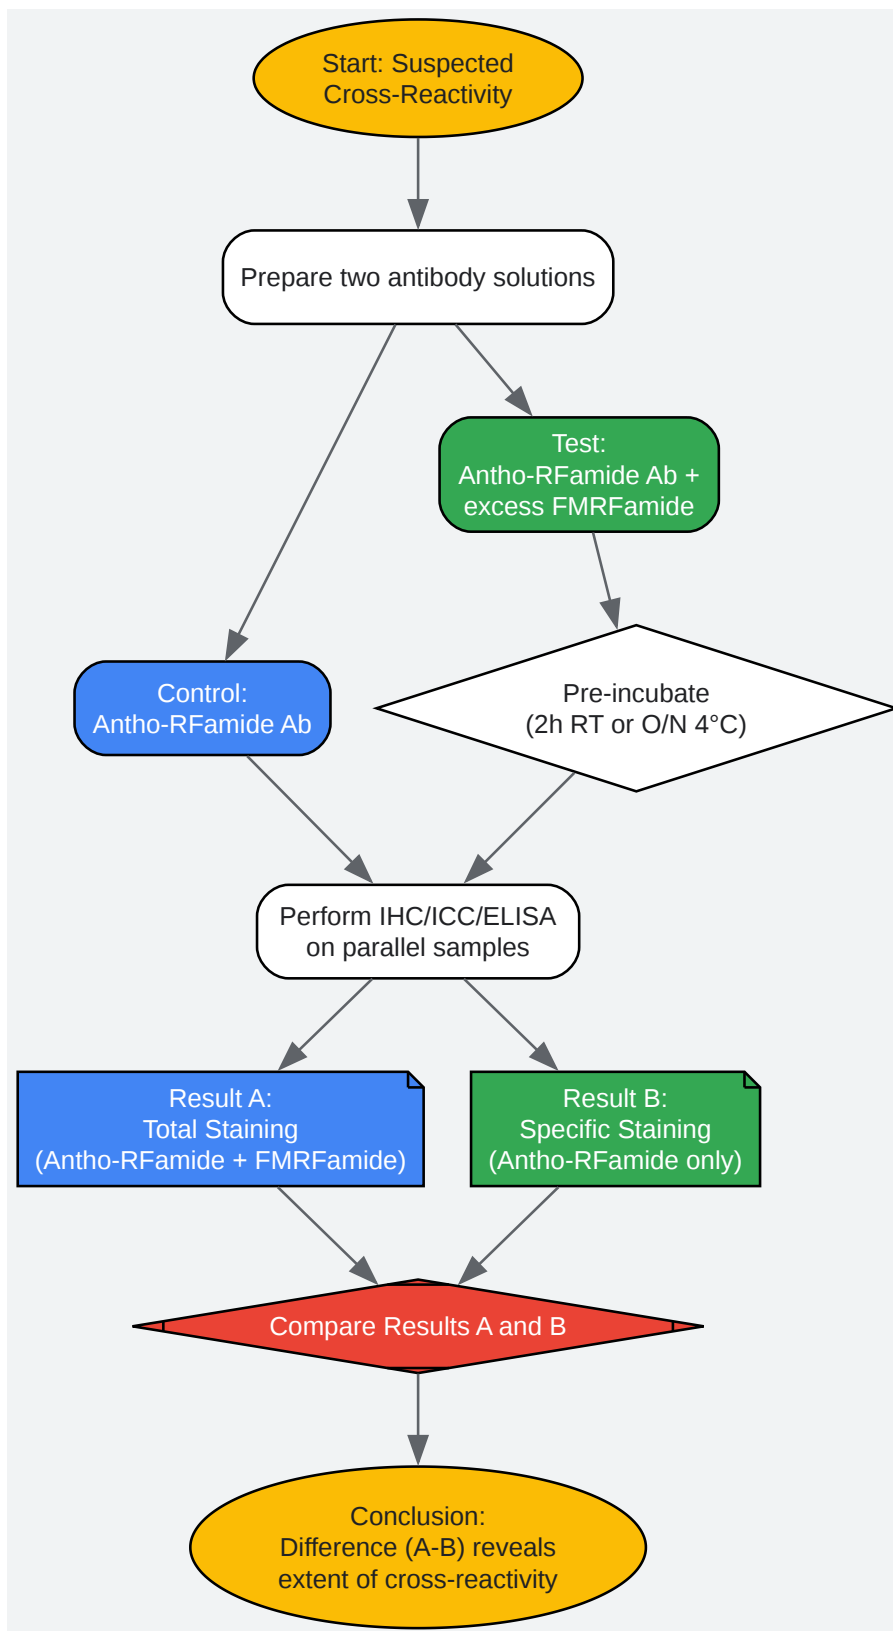 Start: Suspected
Cross-Reactivity
Prepare two antibody solutions
Test:
Antho-RFamide Ab +
excess FMRFamide
Control:
Antho-RFamide Ab
Pre-incubate
(2h RT or O/N 4°C)
Perform IHC/ICC/ELISA
on parallel samples
Result A:
Total Staining
(Antho-RFamide + FMRFamide)
Result B:
Specific Staining
(Antho-RFamide only)
Compare Results A and B
Conclusion:
Difference (A-B) reveals
extent of cross-reactivity